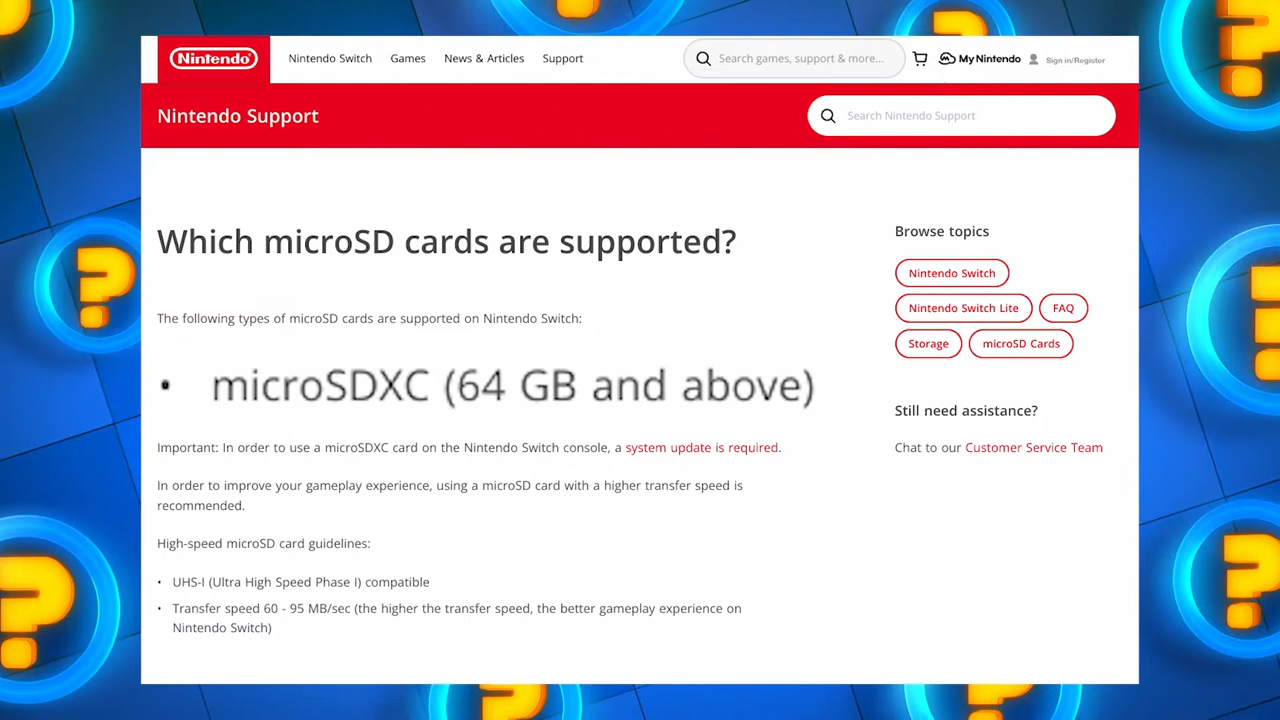 Nintendo
Nintendo Switch Games News & Articles Support
Search games, support & more...
My Nintendo
Sign in/Register
Nintendo Support
Search Nintendo Support
Which microSD cards are supported?
The following types of microSD cards are supported on Nintendo Switch:
• microSDXC (64 GB and above)
Important: In order to use a microSDXC card on the Nintendo Switch console, a system update is required.
In order to improve your gameplay experience, using a microSD card with a higher transfer speed is
recommended.
High-speed microSD card guidelines:
• UHS-I (Ultra High Speed Phase I) compatible
• Transfer speed 60 - 95 MB/sec (the higher the transfer speed, the better gameplay experience on
Nintendo Switch)
Browse topics
Nintendo Switch
Nintendo Switch Lite FAQ
Storage microSD Cards
Still need assistance?
Chat to our Customer Service Team